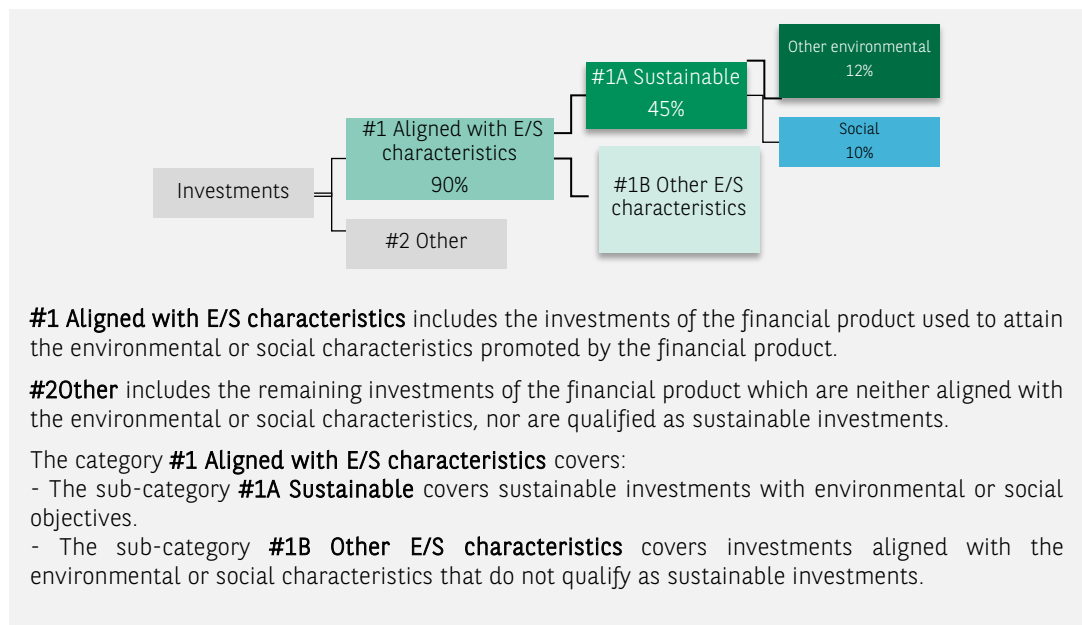 Other environmental
12%
#1A Sustainable
45%
Social
10%
#1 Aligned with E/S
characteristics
90%
#1B Other E/S
characteristics
Investments
#2 Other
#1 Aligned with E/S characteristics includes the investments of the financial product used to attain
the environmental or social characteristics promoted by the financial product.
#2Other includes the remaining investments of the financial product which are neither aligned with
the environmental or social characteristics, nor are qualified as sustainable investments.
The category #1 Aligned with E/S characteristics covers:
- The sub-category #1A Sustainable covers sustainable investments with environmental or social
objectives.
- The sub-category #1B Other E/S characteristics covers investments aligned with the
environmental or social characteristics that do not qualify as sustainable investments.